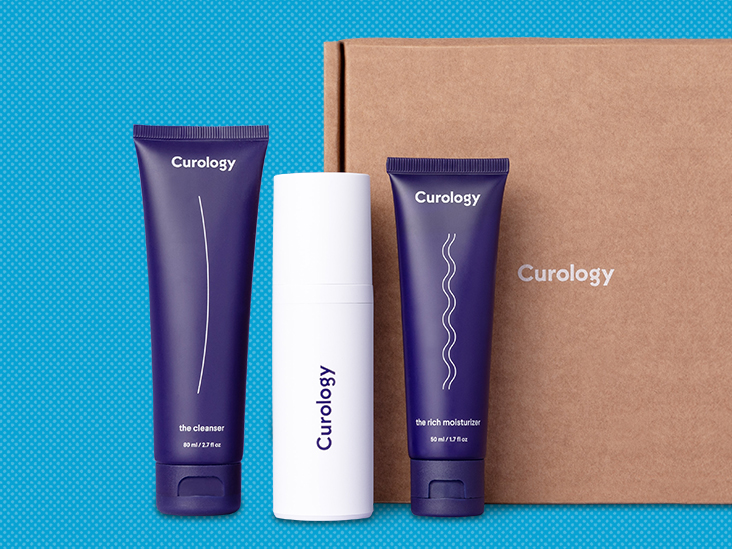 Curology
the cleanser
80 ml / 2.7 fl oz
Curology
Curology
the rich moisturizer
50 ml / 1.7 fl oz
Curology